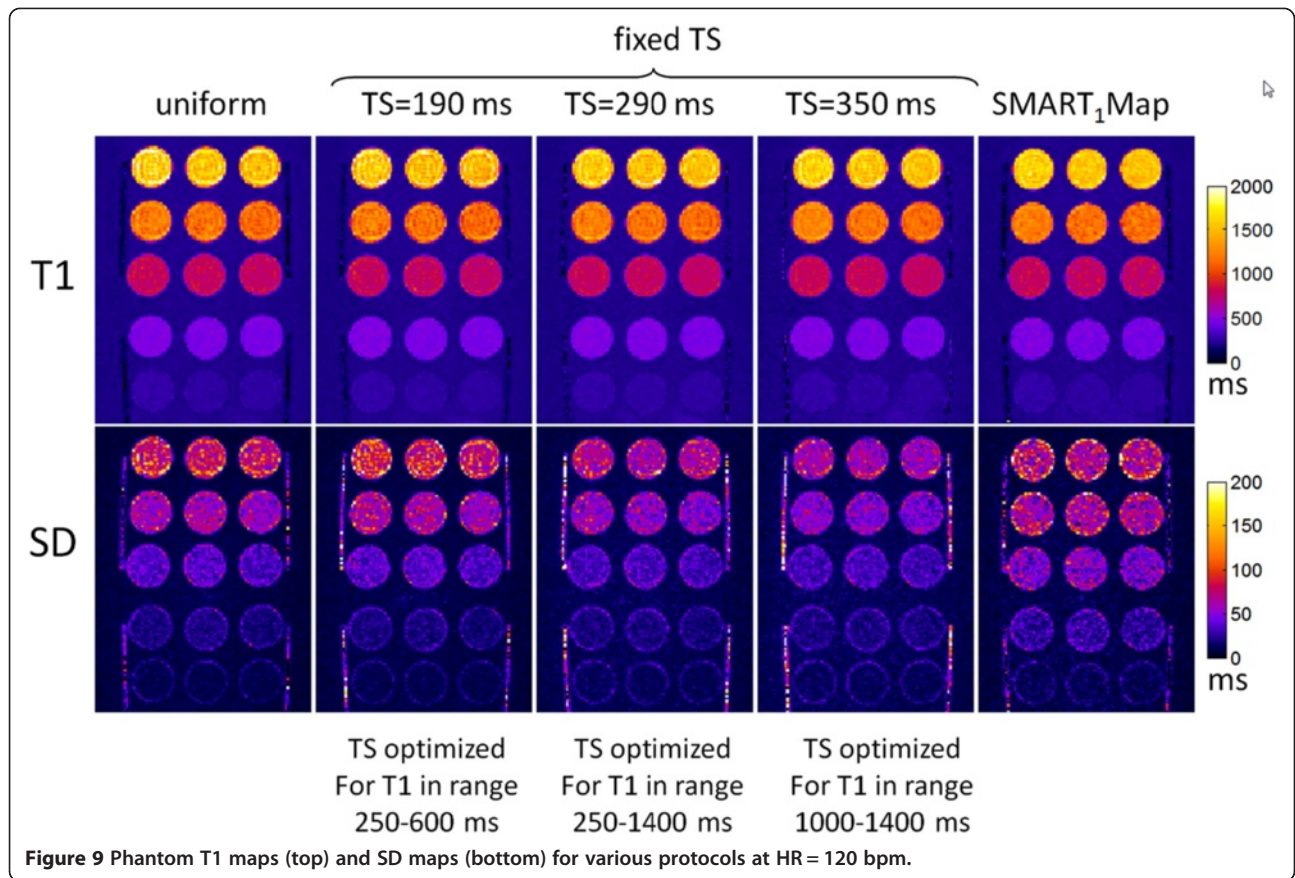 fixed TS
uniform TS=190 ms TS=290 ms TS=350 ms SMART₁Map
T1
2000
1500
1000
500
0
ms
SD
200
150
100
50
0
ms
TS optimized
For T1 in range
250-600 ms
TS optimized
For T1 in range
250-1400 ms
TS optimized
For T1 in range
1000-1400 ms
Figure 9 Phantom T1 maps (top) and SD maps (bottom) for various protocols at HR = 120 bpm.